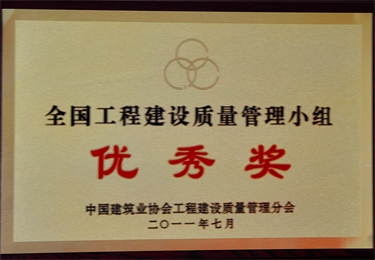 全国工程建设质量管理小组
优秀奖
中国建筑业协会工程建设质量管理分会
二〇一一年七月